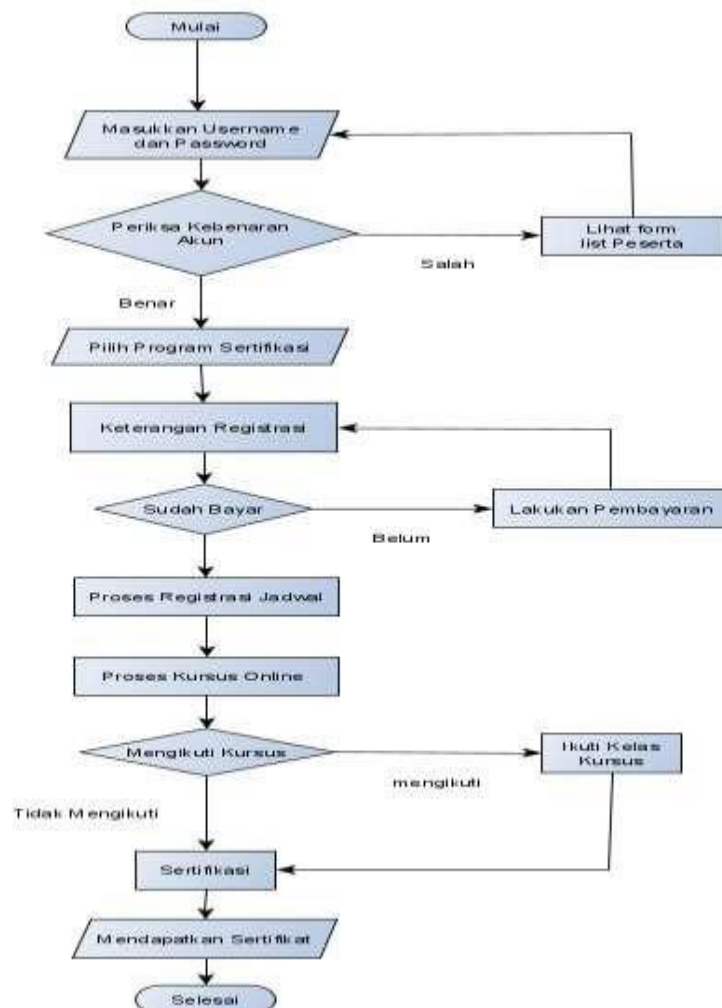 Mulai
Masukkan Username
dan Password
Periksa Kebenaran
Akun
Lihat form
list Peserta
Salah
Benar
Pilih Program Sertifikasi
Keterangan Registrasi
Sudah Bayar
Lakukan Pembayaran
Belum
Proses Registrasi Jadwal
Proses Kursus Online
Mengikuti Kursus
Ikuti Kelas
Kursus
mengikuti
Tidak Mengikuti
Sertifikasi
Mendapatkan Sertifikat
Selesai